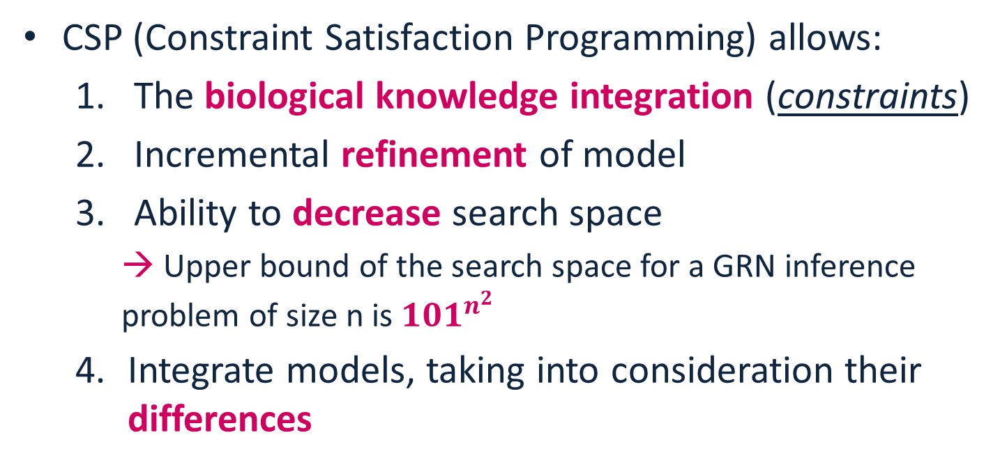 • CSP (Constraint Satisfaction Programming) allows:
1. The biological knowledge integration (constraints)
2. Incremental refinement of model
3. Ability to decrease search space
→ Upper bound of the search space for a GRN inference
problem of size n is 101^{n^2}
4. Integrate models, taking into consideration their
differences